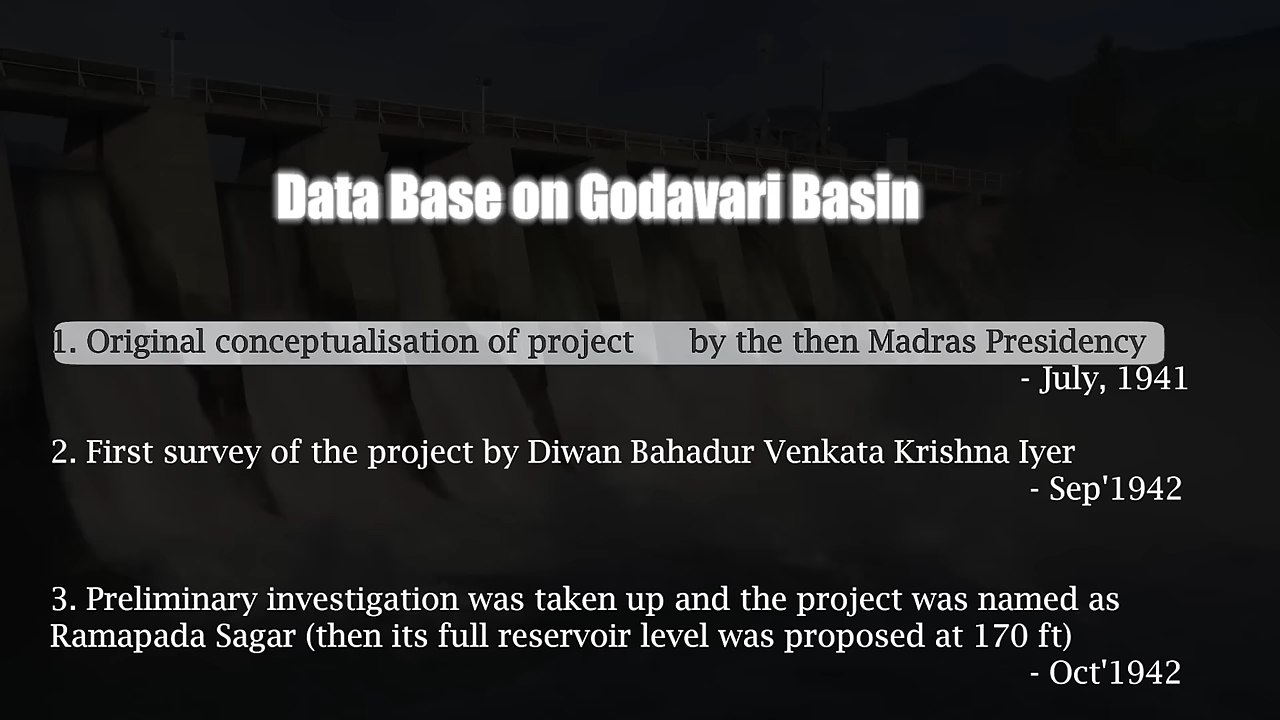 Data Base on Godavari Basin
1. Original conceptualisation of project by the then Madras Presidency
- July, 1941
2. First survey of the project by Diwan Bahadur Venkata Krishna Iyer
- Sep'1942
3. Preliminary investigation was taken up and the project was named as
Ramapada Sagar (then its full reservoir level was proposed at 170 ft)
- Oct'1942